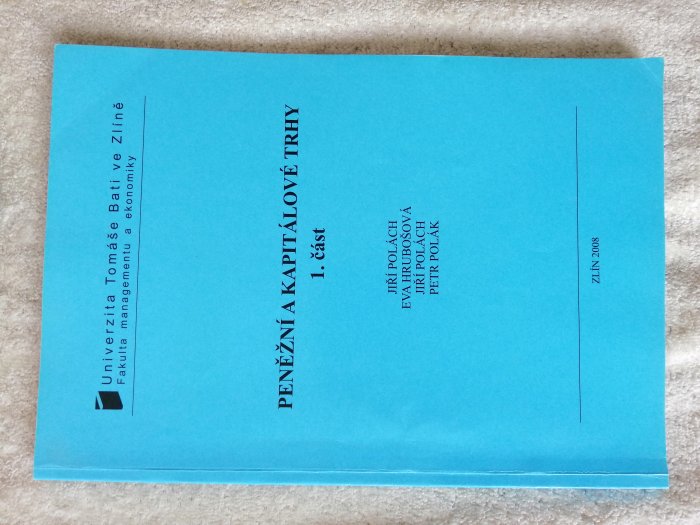 Univerzita Tomáše Bati ve Zlíně
Fakulta managementu a ekonomiky
PENĚŽNÍ A KAPITÁLOVÉ TRHY
1. část
JIŘÍ POLÁCH
EVA HRUBOŠOVÁ
JIŘÍ POLÁCH
PETR POLÁK
ZLÍN 2008